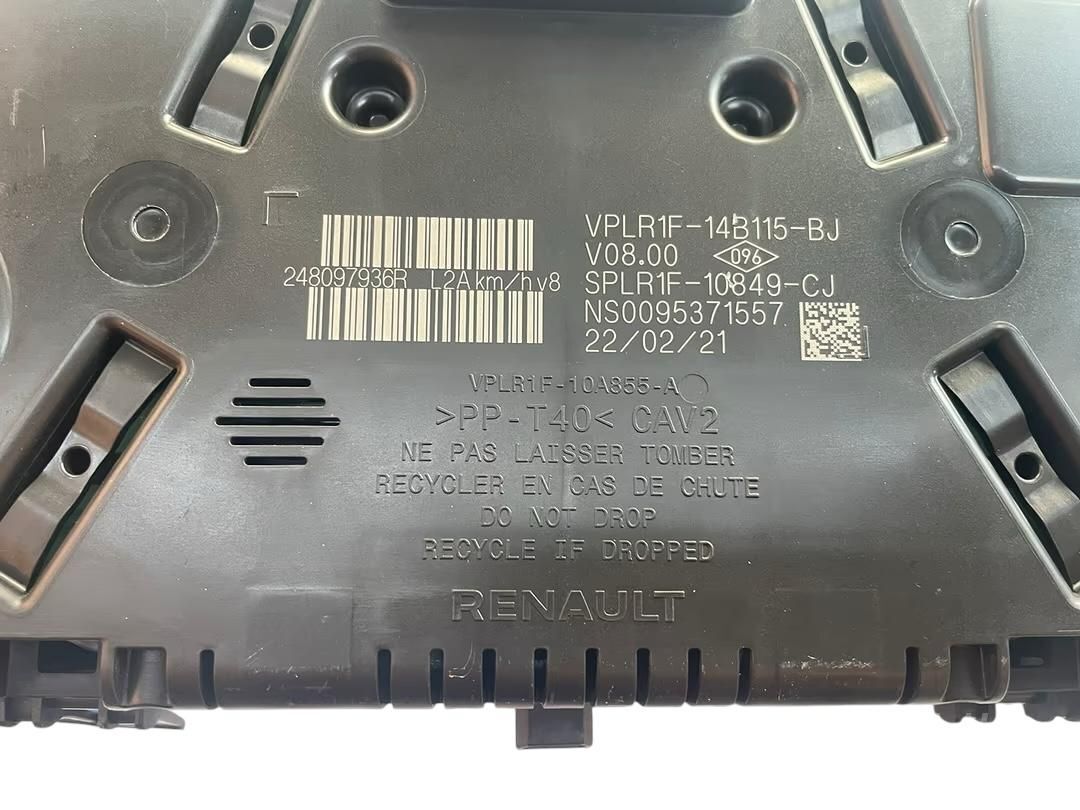 248097936R L2A km/h v8
VPLR1F-14B115-BJ
V08.00 096
SPLR1F-10849-CJ
NS0095371557
22/02/21
VPLR1F-10A855-A
>PP-T40< CAV2
NE PAS LAISSER TOMBER
RECYCLER EN CAS DE CHUTE
DO NOT DROP
RECYCLE IF DROPPED
RENAULT